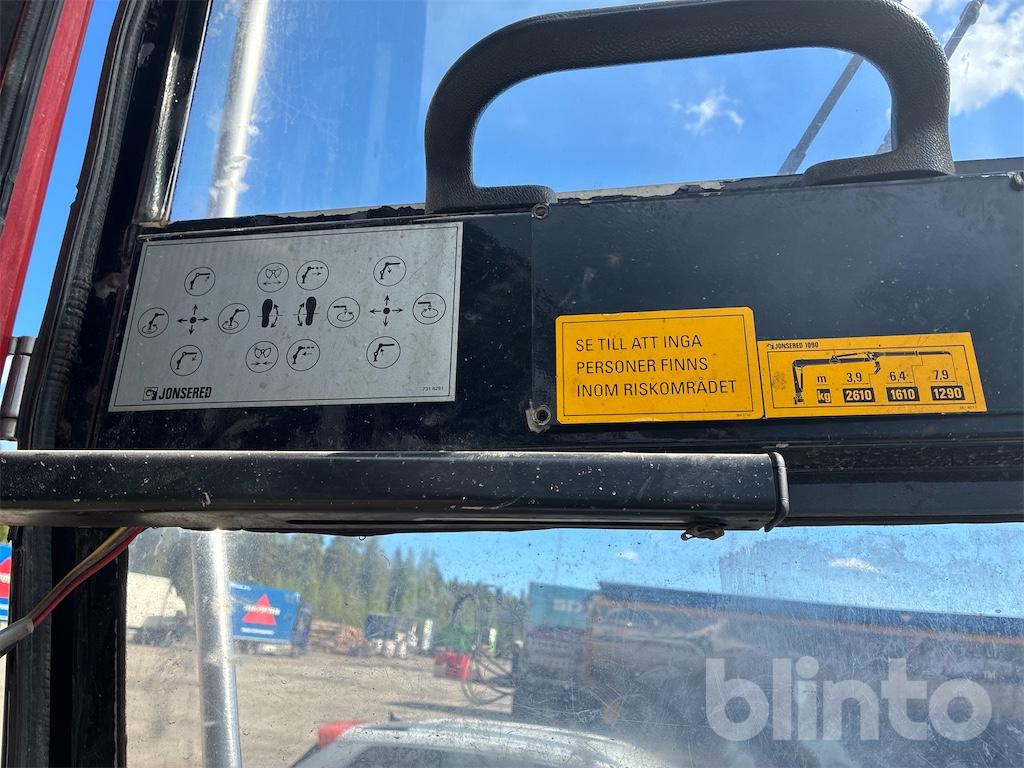 JONSERED
731 8291
SE TILL ATT INGA
PERSONER FINNS
INOM RISKOMRÅDET
JONSERED 1090
m 3,9 6,4 7,9
kg 2610 1610 1290
blinto™